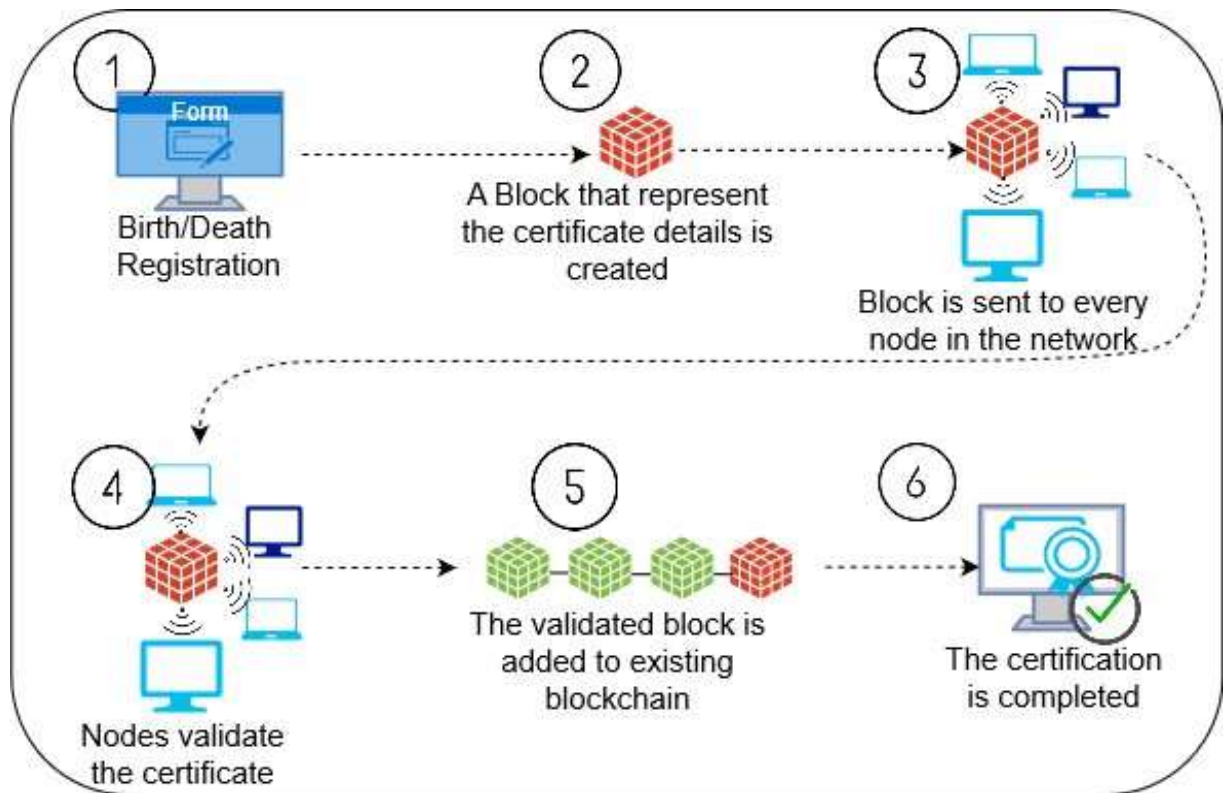 1
Form
Birth/Death
Registration
2
A Block that represent
the certificate details is
created
3
Block is sent to every
node in the network
4
Nodes validate
the certificate
5
The validated block is
added to existing
blockchain
6
The certification
is completed